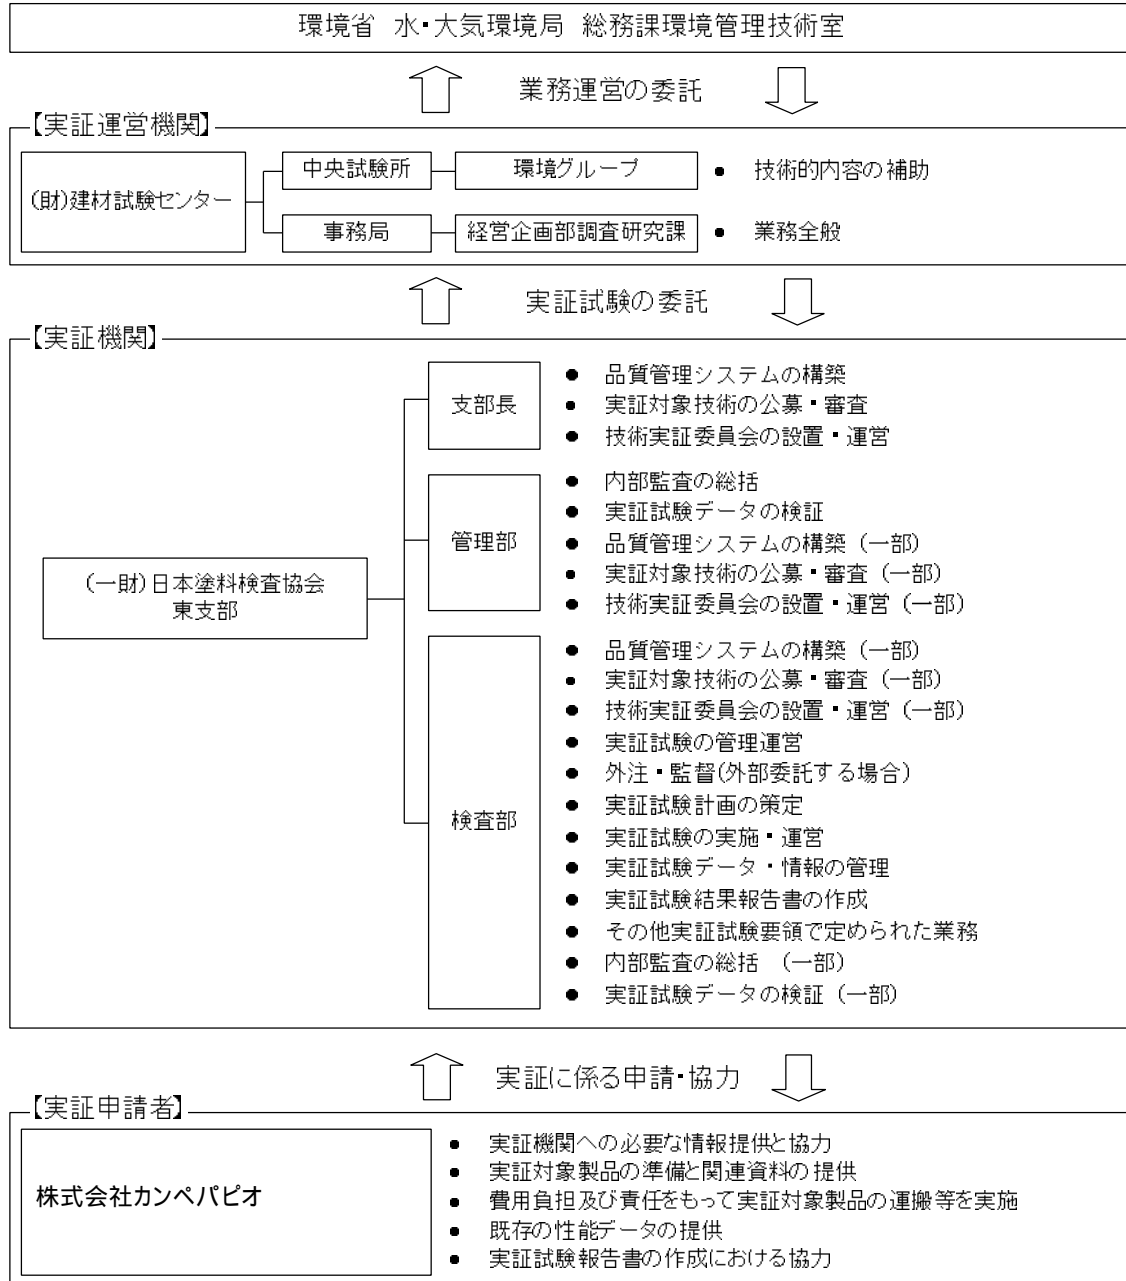 環境省 水・大気環境局 総務課環境管理技術室
業務運営の委託
【実証運営機関】
(財)建材試験センター
中央試験所
環境グループ
● 技術的内容の補助
事務局
経営企画部調査研究課
● 業務全般
実証試験の委託
【実証機関】
(一財)日本塗料検査協会
東支部
支部長
● 品質管理システムの構築
● 実証対象技術の公募・審査
● 技術実証委員会の設置・運営
管理部
● 内部監査の総括
● 実証試験データの検証
● 品質管理システムの構築（一部）
● 実証対象技術の公募・審査（一部）
● 技術実証委員会の設置・運営（一部）
検査部
● 品質管理システムの構築（一部）
● 実証対象技術の公募・審査（一部）
● 技術実証委員会の設置・運営（一部）
● 実証試験の管理運営
● 外注・監督(外部委託する場合)
● 実証試験計画の策定
● 実証試験の実施・運営
● 実証試験データ・情報の管理
● 実証試験結果報告書の作成
● その他実証試験要領で定められた業務
● 内部監査の総括 （一部）
● 実証試験データの検証（一部）
実証に係る申請・協力
【実証申請者】
株式会社カンペパピオ
● 実証機関への必要な情報提供と協力
● 実証対象製品の準備と関連資料の提供
● 費用負担及び責任をもって実証対象製品の運搬等を実施
● 既存の性能データの提供
● 実証試験報告書の作成における協力